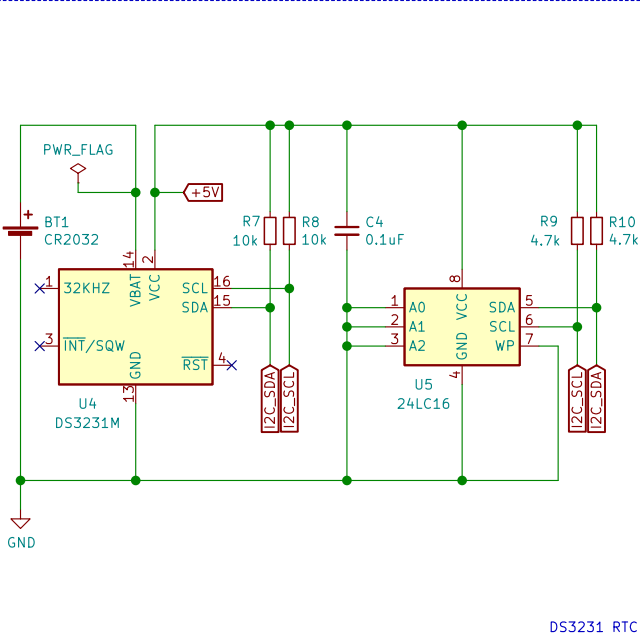 PWR_FLAG
+5V
BT1
CR2032
R7
10k
R8
10k
C4
0.1uF
R9
4.7k
R10
4.7k
14
2
8
1
32KHZ
VBAT
VCC
SCL
16
SDA
15
3
INT/SQW
GND
RST
4
13
U4
DS3231M
I2C_SDA
I2C_SCL
1
A0
2
A1
3
A2
VCC
GND
SDA
5
SCL
6
WP
7
4
U5
24LC16
I2C_SCL
I2C_SDA
GND
DS3231 RTC